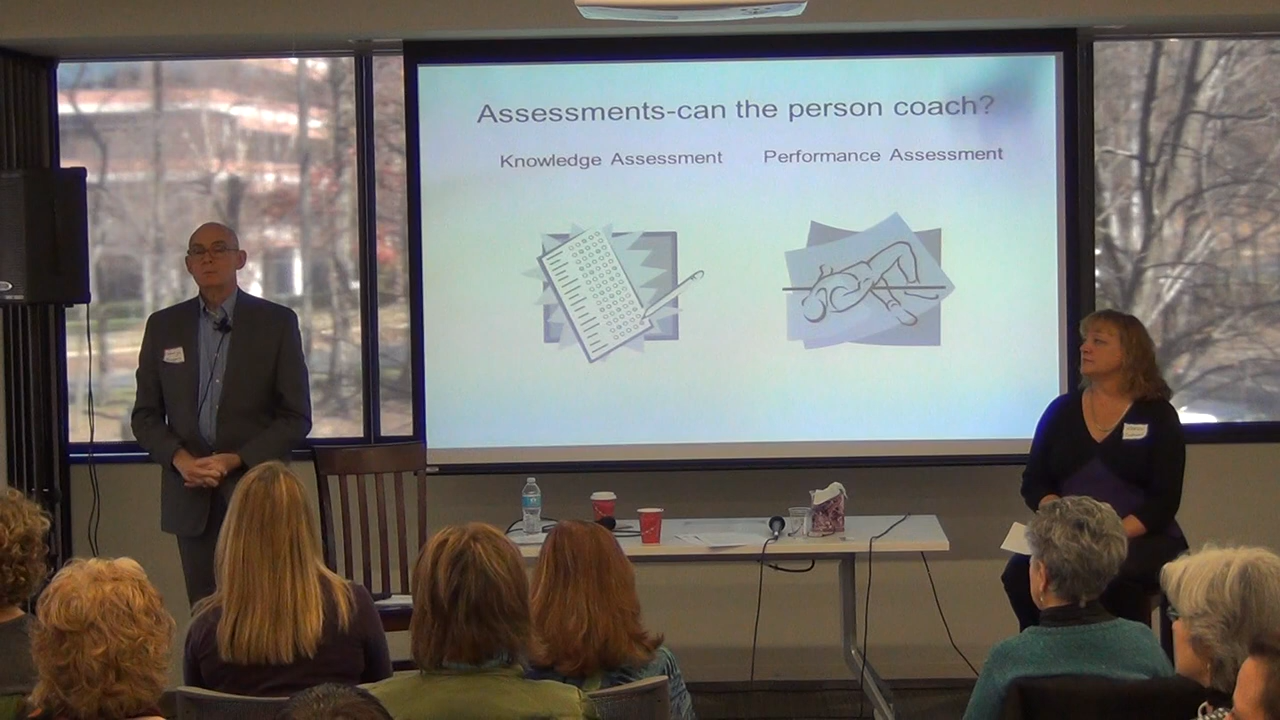 Assessments-can the person coach?
Knowledge Assessment
Performance Assessment